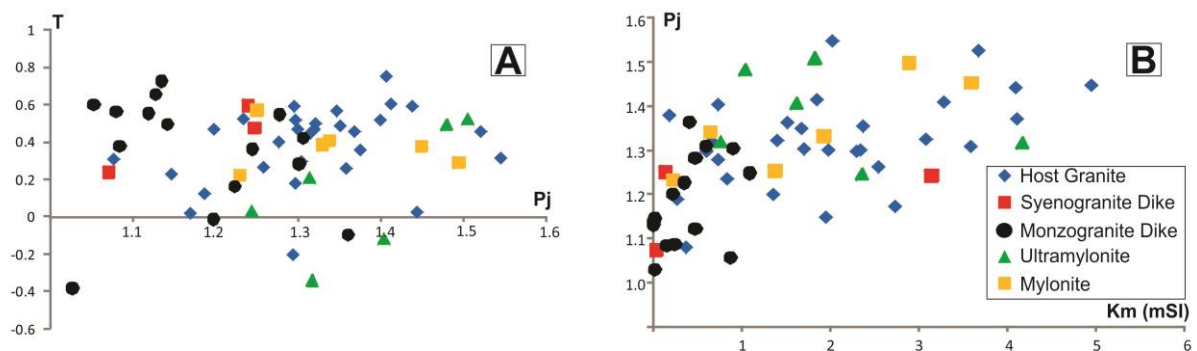 T
A
1
0.8
0.6
0.4
0.2
0
-0.2
-0.4
-0.6
Pj
1.1
1.2
1.3
1.4
1.5
1.6
Pj
B
1.6
1.5
1.4
1.3
1.2
1.1
1.0
Host Granite
Syenogranite Dike
Monzogranite Dike
Ultramylonite
Mylonite
Km (mSI)
1
2
3
4
5
6